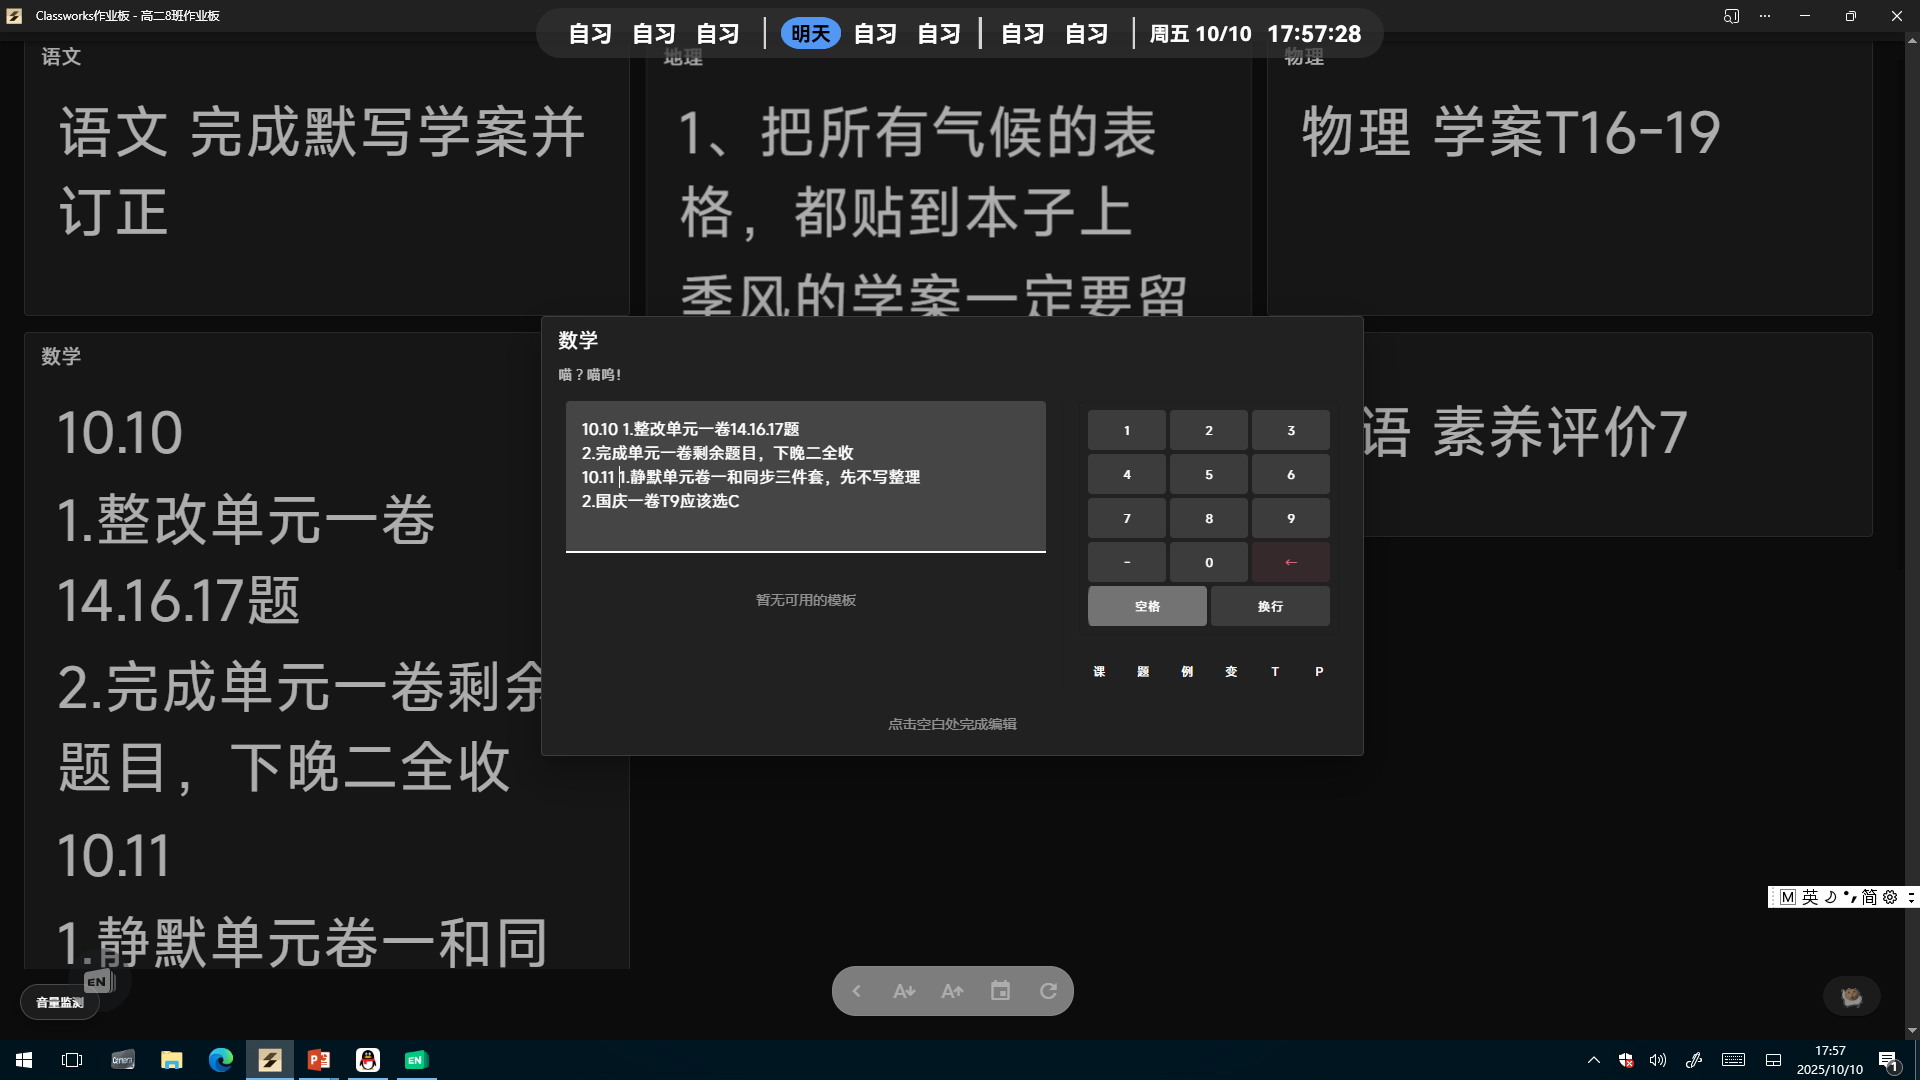 Classworks作业板 - 高二8班作业板
自习 自习 自习 | 明天 自习 自习 | 自习 自习 | 周五 10/10 17:57:28
语文
语文 完成默写学案并
订正
地理
1、把所有气候的表
格，都贴到本子上
季风的学案一定要留
物理
物理 学案T16-19
数学
10.10
1.整改单元一卷
14.16.17题
2.完成单元一卷剩余
题目，下晚二全收
10.11
1.静默单元卷一和同
语 素养评价7
数学
喵？喵呜！
10.10 1.整改单元一卷14.16.17题
2.完成单元一卷剩余题目，下晚二全收
10.11 1.静默单元卷一和同步三件套，先不写整理
2.国庆一卷T9应该选C
暂无可用的模板
1 2 3
4 5 6
7 8 9
- 0 ←
空格 换行
课 题 例 变 T P
点击空白处完成编辑
M 英 简
EN
音量监测
A A
Camera
EN
17:57
2025/10/10
1